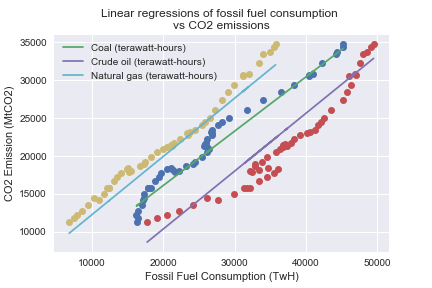 Linear regressions of fossil fuel consumption
vs CO2 emissions
Coal (terawatt-hours)
Crude oil (terawatt-hours)
Natural gas (terawatt-hours)
CO2 Emission (MtCO2)
35000
30000
25000
20000
15000
10000
10000
20000
30000
40000
50000
Fossil Fuel Consumption (TwH)